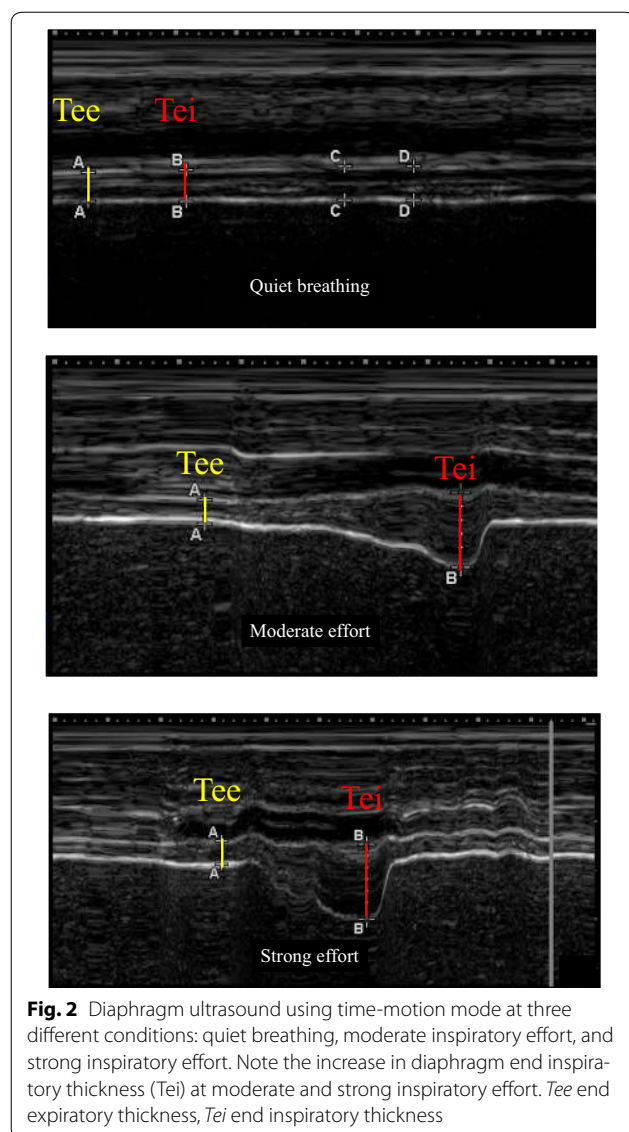 Tee Tei
A B C D
A B C D
Quiet breathing
Tee Tei
A
A
B
Moderate effort
Tee Tei
A B
A
B
Strong effort
Fig. 2 Diaphragm ultrasound using time-motion mode at three
different conditions: quiet breathing, moderate inspiratory effort, and
strong inspiratory effort. Note the increase in diaphragm end inspira-
tory thickness (Tei) at moderate and strong inspiratory effort. Tee end
expiratory thickness, Tei end inspiratory thickness